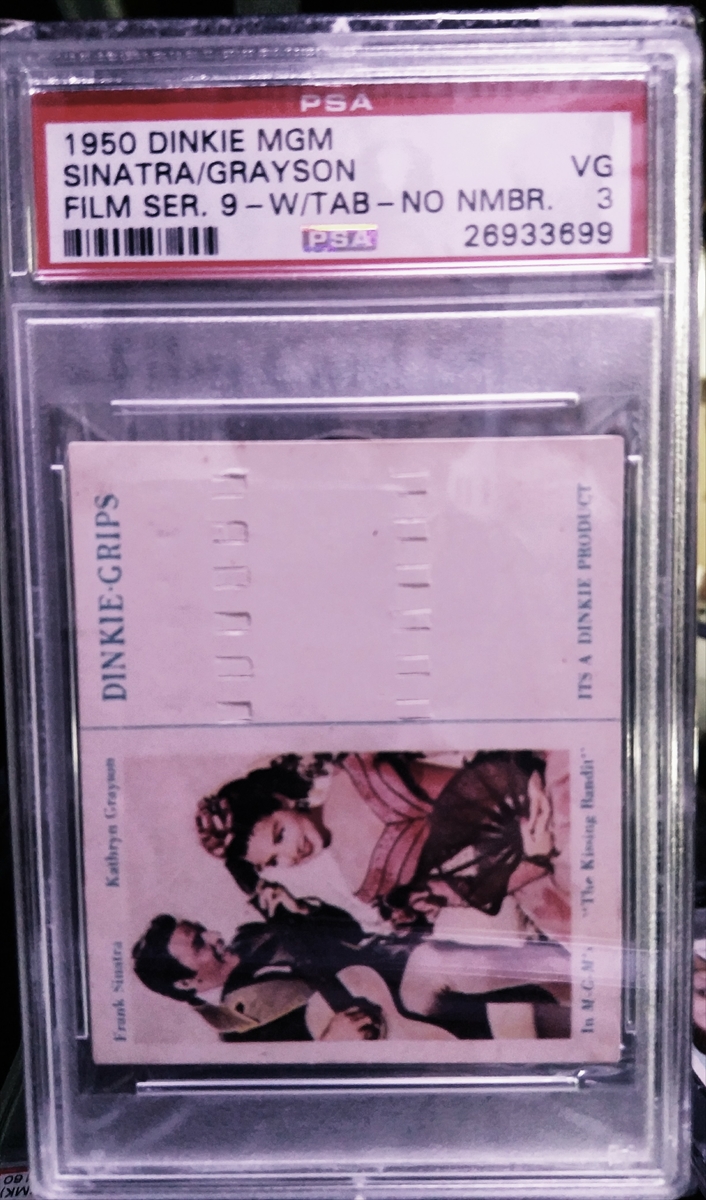 PSA
1950 DINKIE MGM
SINATRA/GRAYSON VG
FILM SER. 9-W/TAB-NO NMBR. 3
PSA 26933699
DINKIE-GRIPS
ITS A DINKIE PRODUCT
Frank Sinatra Kathryn Grayson
In M-G-M's "The Kissing Bandit"